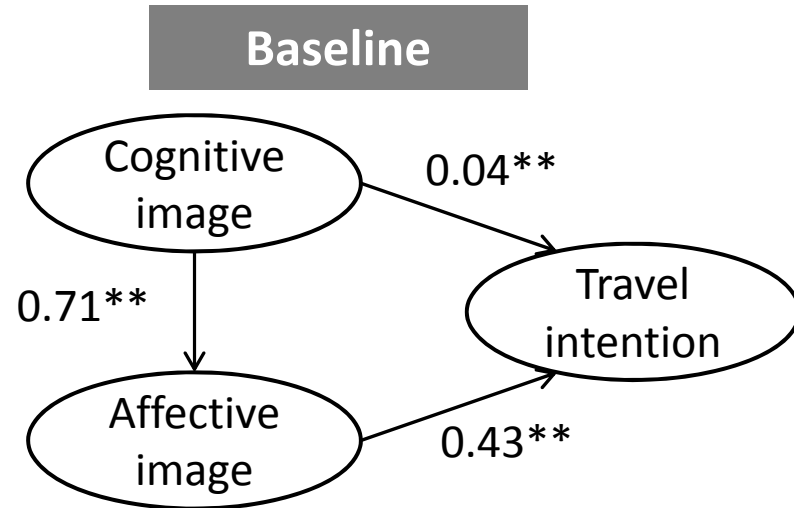 Baseline
Cognitive
image
0.04**
0.71**
Travel
intention
Affective
image
0.43**